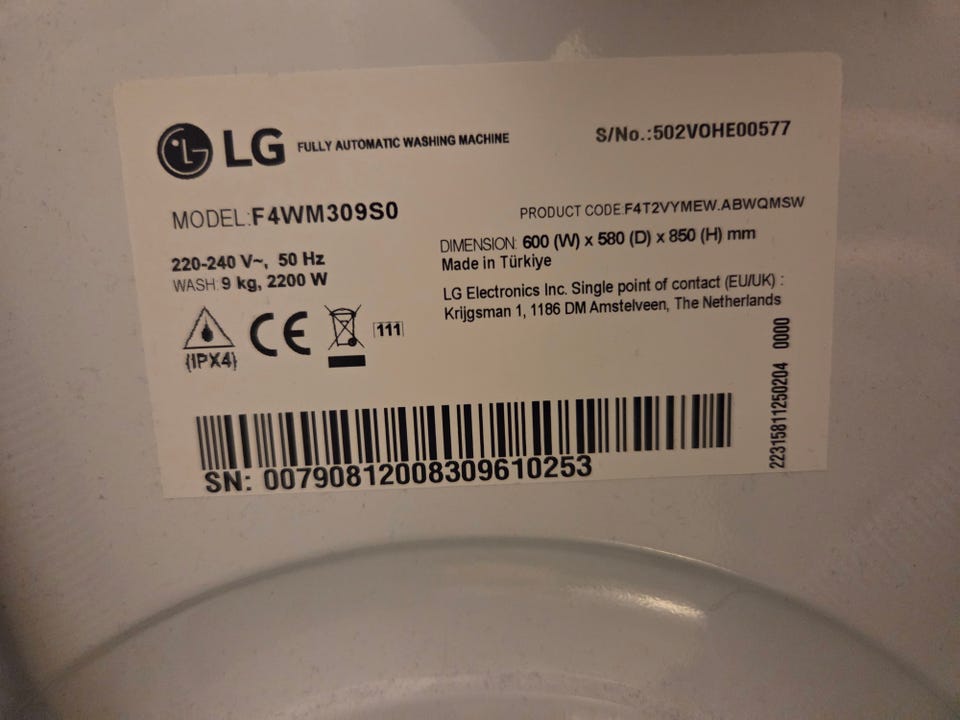 LG FULLY AUTOMATIC WASHING MACHINE
S/No.:502VOHE00577
MODEL:F4WM309S0
PRODUCT CODE:F4T2VYMEW.ABWQMSW
220-240 V~, 50 Hz
WASH:9 kg, 2200 W
DIMENSION: 600 (W) x 580 (D) x 850 (H) mm
Made in Türkiye
LG Electronics Inc. Single point of contact (EU/UK) :
Krijgsman 1, 1186 DM Amstelveen, The Netherlands
(IPX4)
CE
111
SN: 00790812008309610253
22315811250204 0000